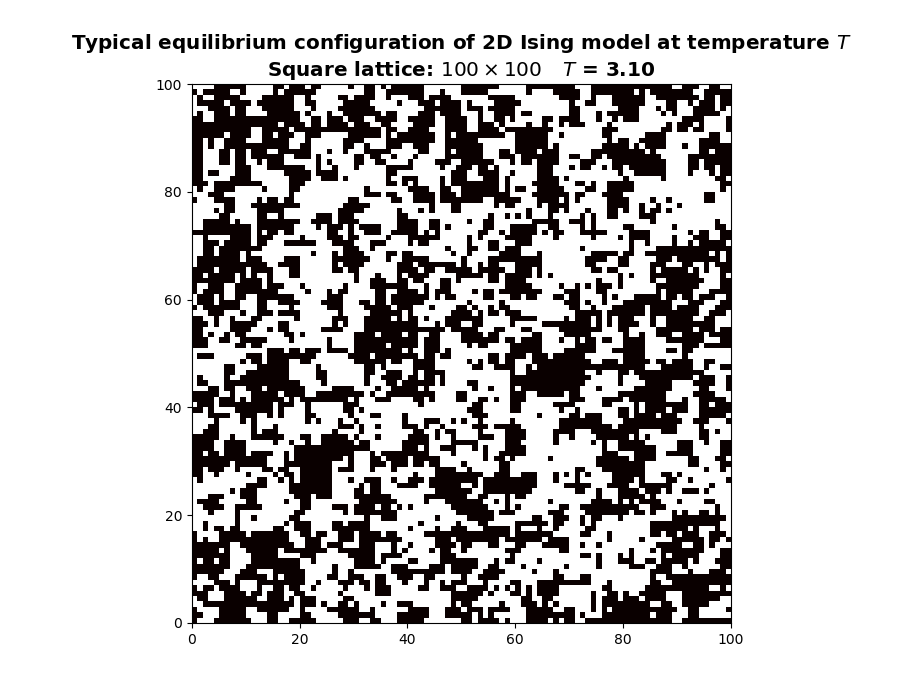 Typical equilibrium configuration of 2D Ising model at temperature T
Square lattice: 100 × 100 T = 3.10
100
80
60
40
20
0
0 20 40 60 80 100